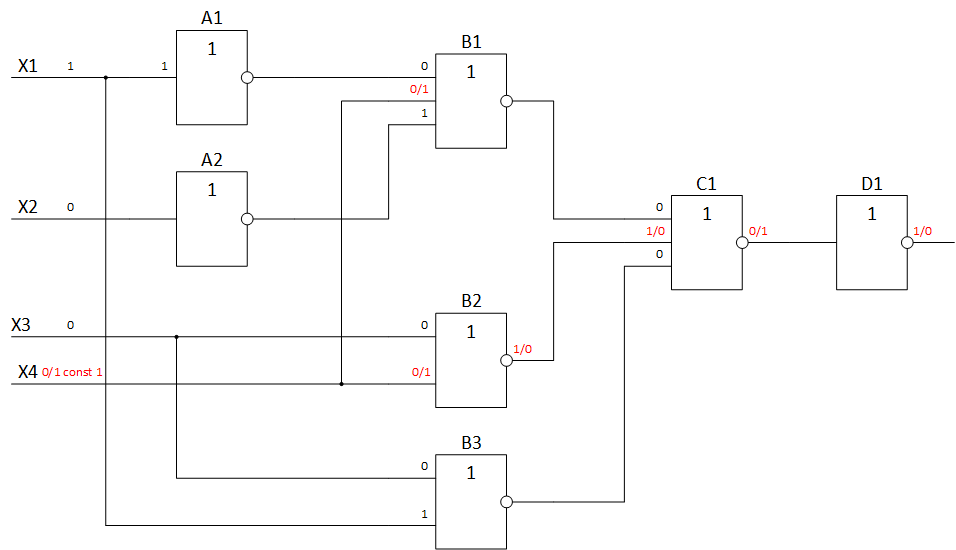 A1
X1 1 1 1
B1
0 1
0/1
1
A2
X2 0 1
C1 D1
0 1 1
1/0 0/1 1/0
0
B2
X3 0 0 1
1/0
X4 0/1 const 1 0/1
B3
0 1
1